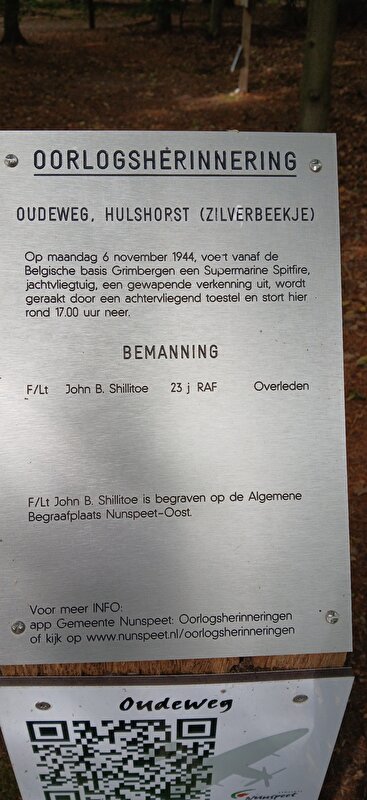 OORLOGSHERINNERING
OUDEWEG, HULSHORST (ZILVERBEEKJE)
Op maandag 6 november 1944, voert vanaf de
Belgische basis Grimbergen een Supermarine Spitfire,
jachtvliegtuig, een gewapende verkenning uit, wordt
geraakt door een achtervliegend toestel en stort hier
rond 17.00 uur neer.
BEMANNING
F/Lt John B. Shillitoe 23 j RAF Overleden
F/Lt John B. Shillitoe is begraven op de Algemene
Begraafplaats Nunspeet-Oost.
Voor meer INFO:
app Gemeente Nunspeet: Oorlogsherinneringen
of kijk op www.nunspeet.nl/oorlogsherinneringen
Oudeweg
GEMEENTE
Nunspeet